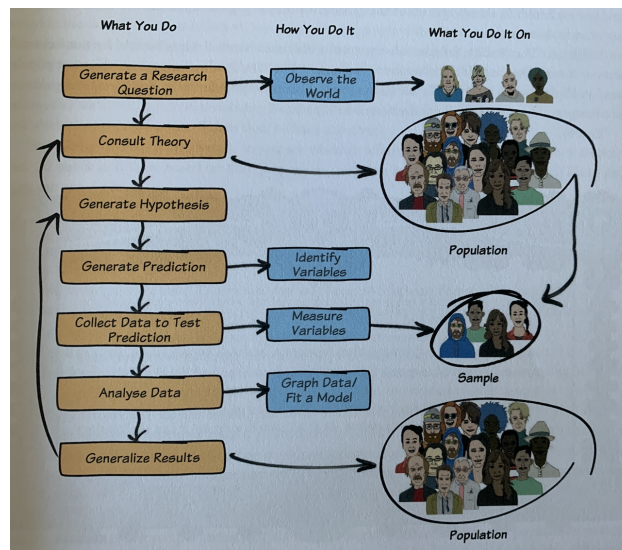 What You Do
How You Do It
What You Do It On
Generate a Research
Question
Observe the
World
Consult Theory
Generate Hypothesis
Population
Generate Prediction
Identify
Variables
Collect Data to Test
Prediction
Measure
Variables
Sample
Analyse Data
Graph Data/
Fit a Model
Generalize Results
Population